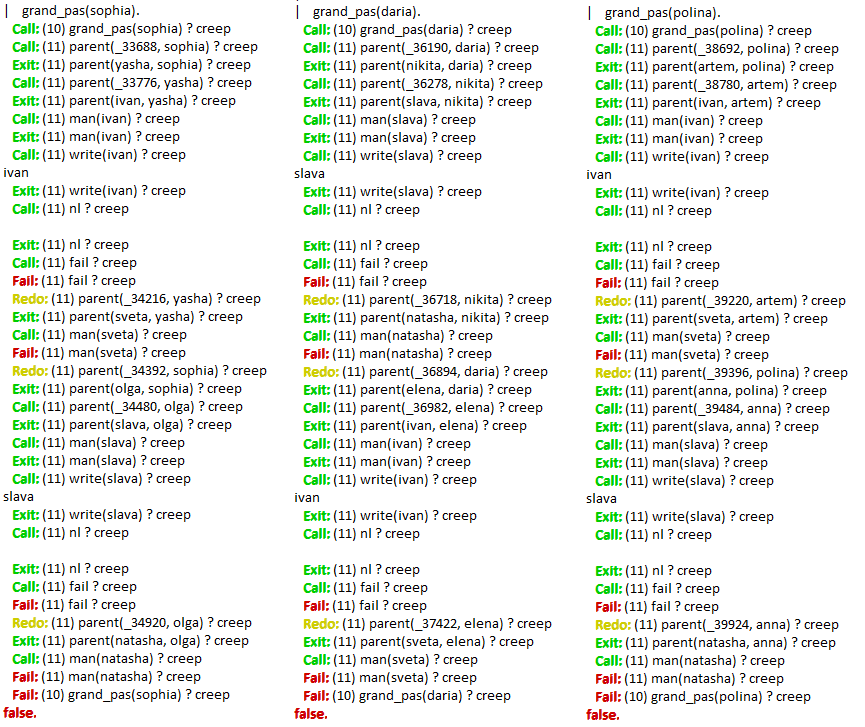 | grand_pas(sophia).
Call: (10) grand_pas(sophia) ? creep
Call: (11) parent(_33688, sophia) ? creep
Exit: (11) parent(yasha, sophia) ? creep
Call: (11) parent(_33776, yasha) ? creep
Exit: (11) parent(ivan, yasha) ? creep
Call: (11) man(ivan) ? creep
Exit: (11) man(ivan) ? creep
Call: (11) write(ivan) ? creep
ivan
Exit: (11) write(ivan) ? creep
Call: (11) nl ? creep
Exit: (11) nl ? creep
Call: (11) fail ? creep
Fail: (11) fail ? creep
Redo: (11) parent(_34216, yasha) ? creep
Exit: (11) parent(sveta, yasha) ? creep
Call: (11) man(sveta) ? creep
Fail: (11) man(sveta) ? creep
Redo: (11) parent(_34392, sophia) ? creep
Exit: (11) parent(olga, sophia) ? creep
Call: (11) parent(_34480, olga) ? creep
Exit: (11) parent(slava, olga) ? creep
Call: (11) man(slava) ? creep
Exit: (11) man(slava) ? creep
Call: (11) write(slava) ? creep
slava
Exit: (11) write(slava) ? creep
Call: (11) nl ? creep
Exit: (11) nl ? creep
Call: (11) fail ? creep
Fail: (11) fail ? creep
Redo: (11) parent(_34920, olga) ? creep
Exit: (11) parent(natasha, olga) ? creep
Call: (11) man(natasha) ? creep
Fail: (11) man(natasha) ? creep
Fail: (10) grand_pas(sophia) ? creep
false.
| grand_pas(daria).
Call: (10) grand_pas(daria) ? creep
Call: (11) parent(_36190, daria) ? creep
Exit: (11) parent(nikita, daria) ? creep
Call: (11) parent(_36278, nikita) ? creep
Exit: (11) parent(slava, nikita) ? creep
Call: (11) man(slava) ? creep
Exit: (11) man(slava) ? creep
Call: (11) write(slava) ? creep
slava
Exit: (11) write(slava) ? creep
Call: (11) nl ? creep
Exit: (11) nl ? creep
Call: (11) fail ? creep
Fail: (11) fail ? creep
Redo: (11) parent(_36718, nikita) ? creep
Exit: (11) parent(natasha, nikita) ? creep
Call: (11) man(natasha) ? creep
Fail: (11) man(natasha) ? creep
Redo: (11) parent(_36894, daria) ? creep
Exit: (11) parent(elena, daria) ? creep
Call: (11) parent(_36982, elena) ? creep
Exit: (11) parent(ivan, elena) ? creep
Call: (11) man(ivan) ? creep
Exit: (11) man(ivan) ? creep
Call: (11) write(ivan) ? creep
ivan
Exit: (11) write(ivan) ? creep
Call: (11) nl ? creep
Exit: (11) nl ? creep
Call: (11) fail ? creep
Fail: (11) fail ? creep
Redo: (11) parent(_37422, elena) ? creep
Exit: (11) parent(sveta, elena) ? creep
Call: (11) man(sveta) ? creep
Fail: (11) man(sveta) ? creep
Fail: (10) grand_pas(daria) ? creep
false.
| grand_pas(polina).
Call: (10) grand_pas(polina) ? creep
Call: (11) parent(_38692, polina) ? creep
Exit: (11) parent(artem, polina) ? creep
Call: (11) parent(_38780, artem) ? creep
Exit: (11) parent(ivan, artem) ? creep
Call: (11) man(ivan) ? creep
Exit: (11) man(ivan) ? creep
Call: (11) write(ivan) ? creep
ivan
Exit: (11) write(ivan) ? creep
Call: (11) nl ? creep
Exit: (11) nl ? creep
Call: (11) fail ? creep
Fail: (11) fail ? creep
Redo: (11) parent(_39220, artem) ? creep
Exit: (11) parent(sveta, artem) ? creep
Call: (11) man(sveta) ? creep
Fail: (11) man(sveta) ? creep
Redo: (11) parent(_39396, polina) ? creep
Exit: (11) parent(anna, polina) ? creep
Call: (11) parent(_39484, anna) ? creep
Exit: (11) parent(slava, anna) ? creep
Call: (11) man(slava) ? creep
Exit: (11) man(slava) ? creep
Call: (11) write(slava) ? creep
slava
Exit: (11) write(slava) ? creep
Call: (11) nl ? creep
Exit: (11) nl ? creep
Call: (11) fail ? creep
Fail: (11) fail ? creep
Redo: (11) parent(_39924, anna) ? creep
Exit: (11) parent(natasha, anna) ? creep
Call: (11) man(natasha) ? creep
Fail: (11) man(natasha) ? creep
Fail: (10) grand_pas(polina) ? creep
false.